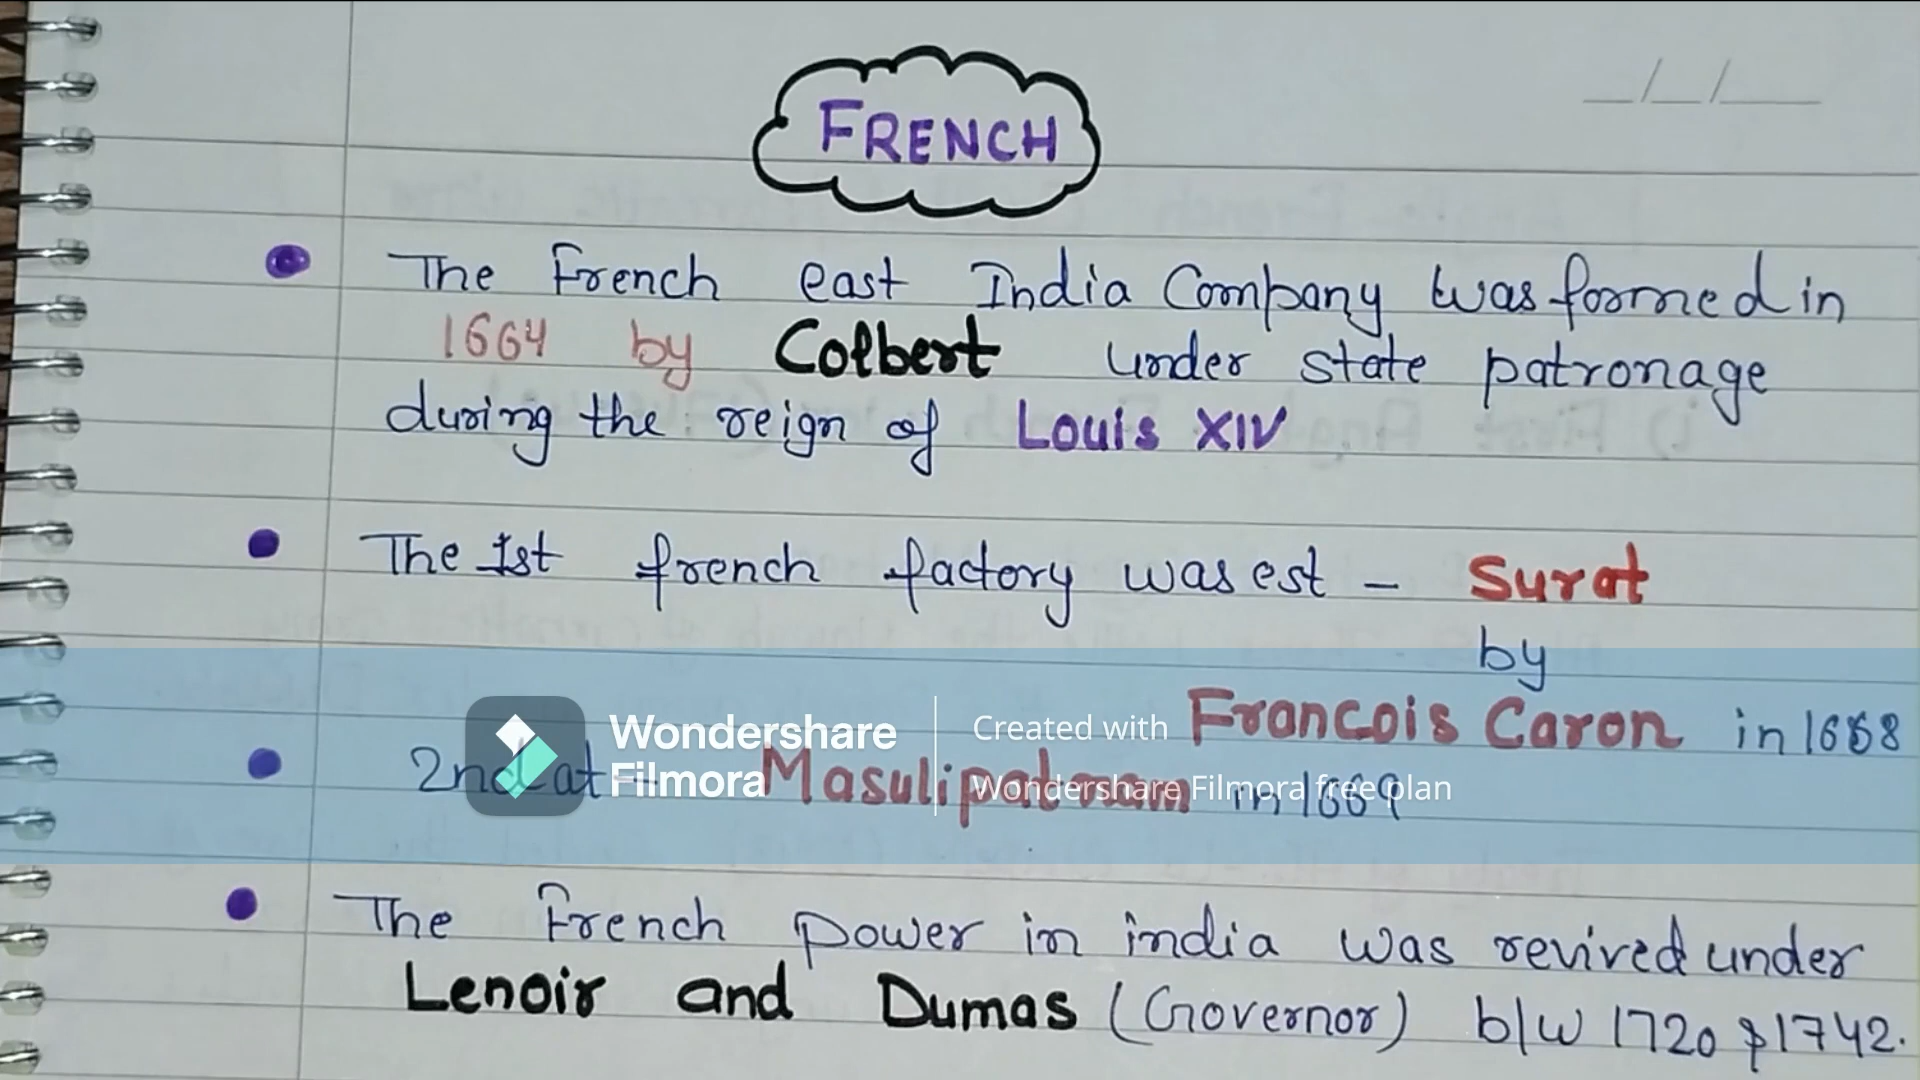 FRENCH
The French east India Company was formed in
1664 by Colbert under state patronage
during the reign of Louis XIV
The 1st french factory was est – Surat
by
Francois Caron in 1668
2nd at – Masulipatnam in 1669
Wondershare Filmora
Created with
Wondershare Filmora free plan
The French power in india was revived under
Lenoir and Dumas (Governor) b/w 1720 & 1742.